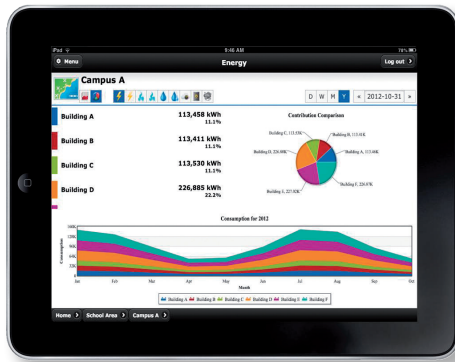 iPad 9:46 AM 78%
Menu Energy Log out
Campus A
D W M Y « 2012-10-31 »
Building A 113,458 kWh
11.1%
Building B 113,411 kWh
11.1%
Building C 113,530 kWh
11.1%
Building D 226,885 kWh
22.2%
Contribution Comparison
Building C, 113.53K
Building B, 113.41K
Building D, 226.88K
Building A, 113.46K
Building E, 227.02K
Building F, 226.87K
Consumption for 2012
Consumption
Jan Feb Mar Apr May Jun Jul Aug Sep Oct
Month
Building A Building B Building C Building D Building E Building F
Home School Area Campus A